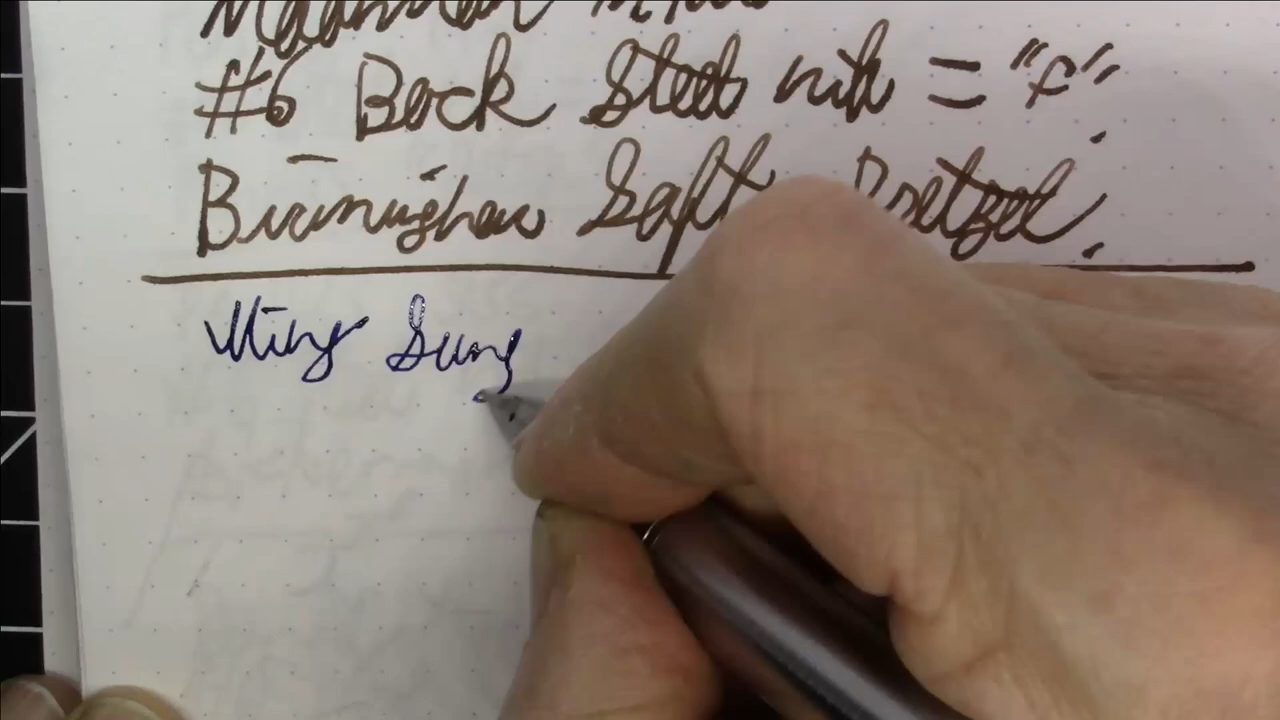 #6 Bock Steel nib = "F".
Birmingham Soft Pretzel.
Wing Sung